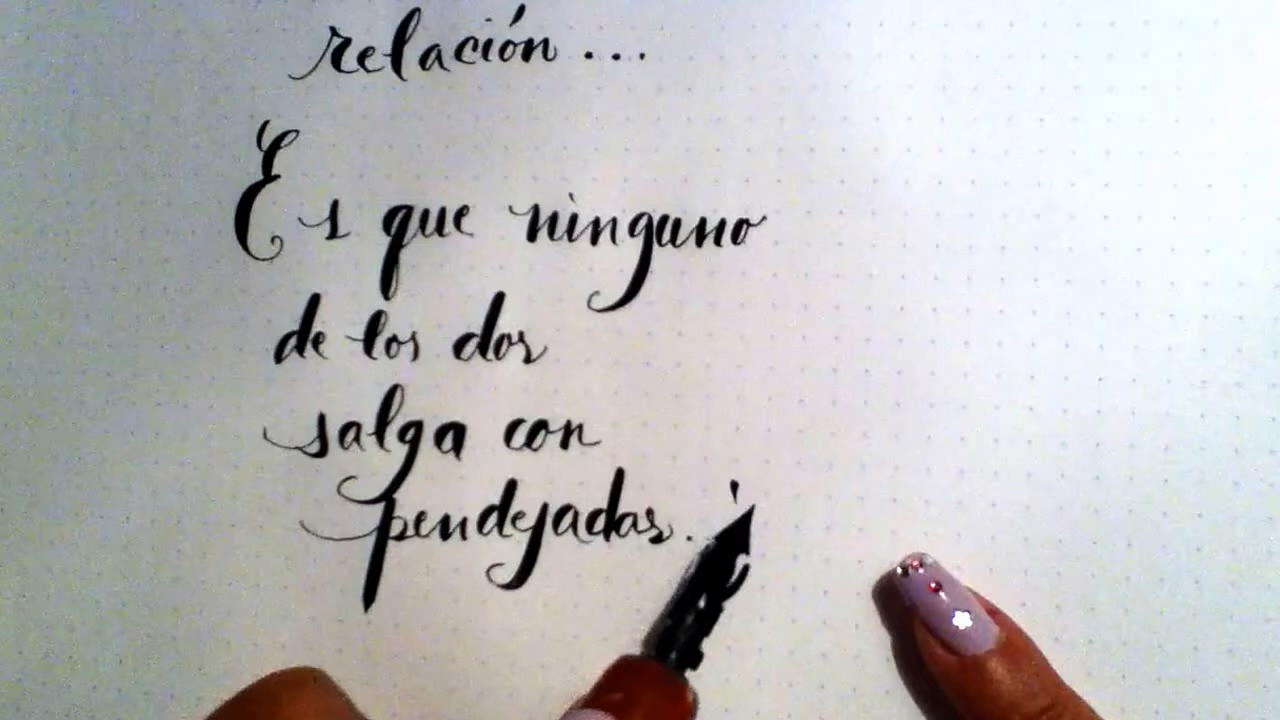 relación...
Es que ninguno
de los dos
salga con
pendejadas.